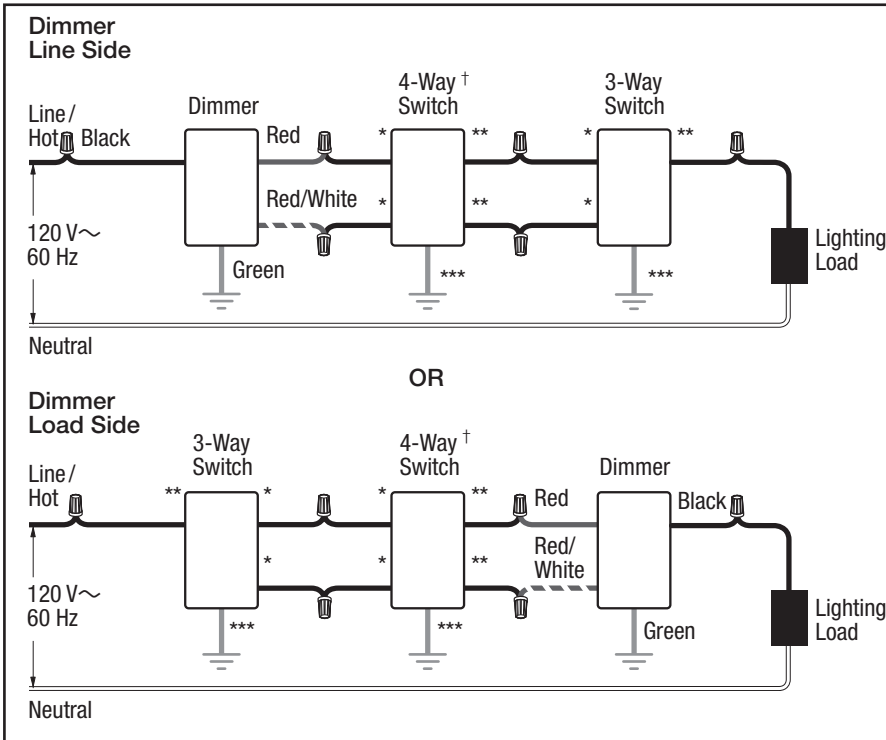 Dimmer
Line Side
4-Way †
Switch
3-Way
Switch
Dimmer
Line /
Hot
Black
Red
*
**
*
**
Red/White
*
**
*
120 V~
60 Hz
Green
***
***
Lighting
Load
Neutral
OR
Dimmer
Load Side
3-Way
Switch
4-Way †
Switch
Dimmer
Line /
Hot
**
*
*
**
Red
Black
*
*
**
Red/
White
120 V~
60 Hz
***
***
Green
Lighting
Load
Neutral